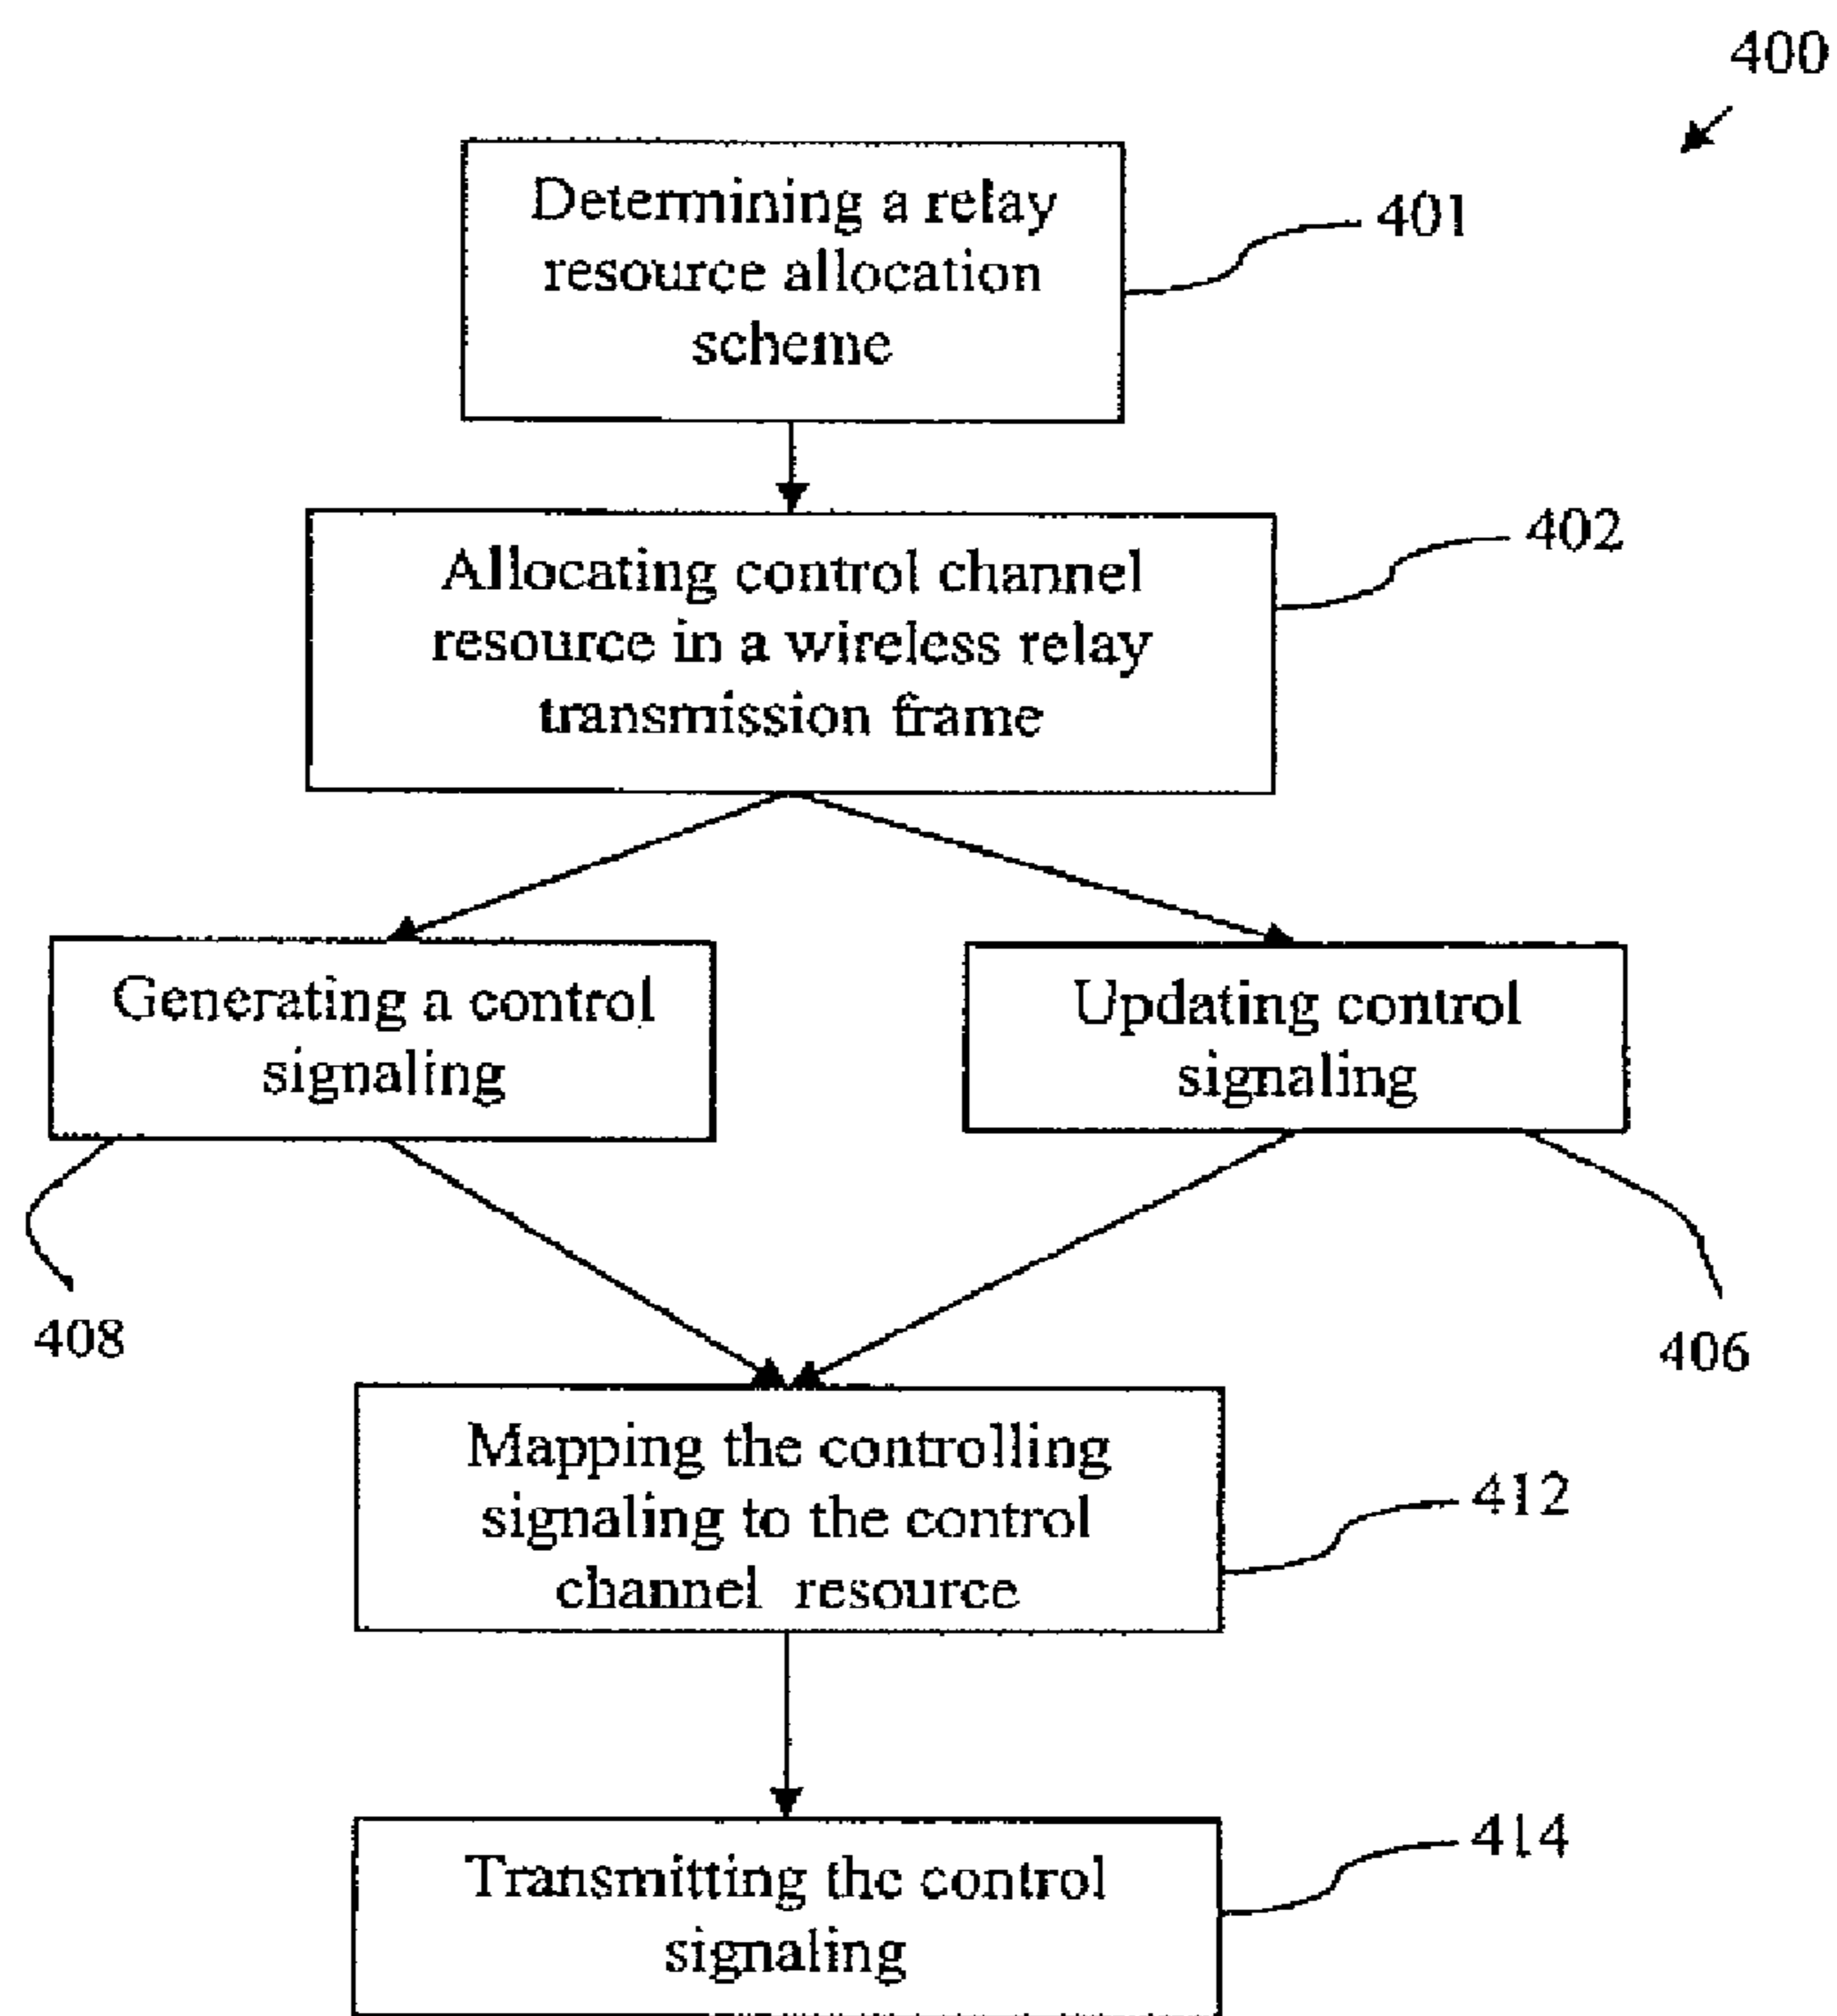 400
Determining a relay
resource allocation
scheme
401
Allocating control channel
resource in a wireless relay
transmission frame
402
Generating a control
signaling
Updating control
signaling
408
406
Mapping the controlling
signaling to the control
channel resource
412
Transmitting the control
signaling
414